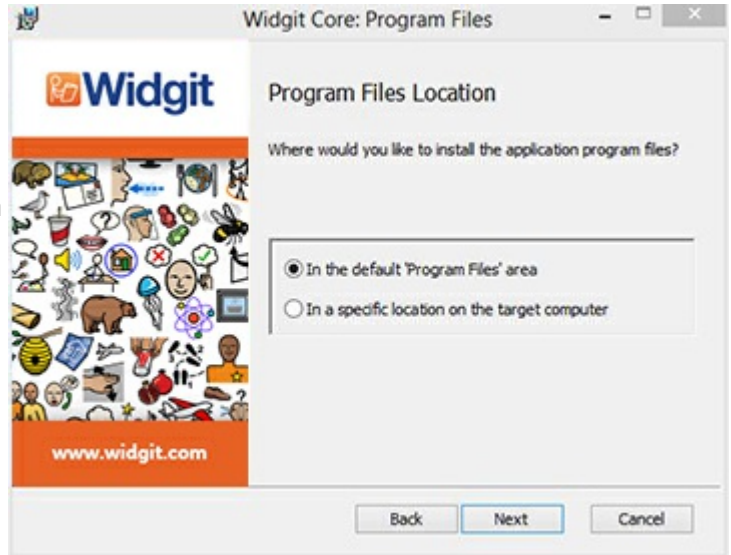 Widgit Core: Program Files
Widgit
Program Files Location
Where would you like to install the application program files?
In the default 'Program Files' area
In a specific location on the target computer
www.widgit.com
Back
Next
Cancel